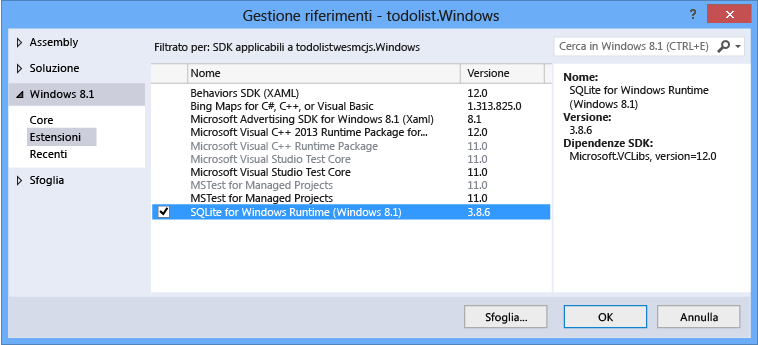 Gestione riferimenti - todolist.Windows
Assembly
Soluzione
Windows 8.1
Core
Estensioni
Recenti
Sfoglia
Filtrato per: SDK applicabili a todolistwesmcjs.Windows
Cerca in Windows 8.1 (CTRL+E)
Nome Versione
Behaviors SDK (XAML) 12.0
Bing Maps for C#, C++, or Visual Basic 1.313.825.0
Microsoft Advertising SDK for Windows 8.1 (Xaml) 8.1
Microsoft Visual C++ 2013 Runtime Package for... 12.0
Microsoft Visual C++ Runtime Package 11.0
Microsoft Visual Studio Test Core 11.0
Microsoft Visual Studio Test Core 11.0
MSTest for Managed Projects 11.0
MSTest for Managed Projects 11.0
SQLite for Windows Runtime (Windows 8.1) 3.8.6
Nome:
SQLite for Windows Runtime
(Windows 8.1)
Versione:
3.8.6
Dipendenze SDK:
Microsoft.VCLibs, version=12.0
Sfoglia... OK Annulla